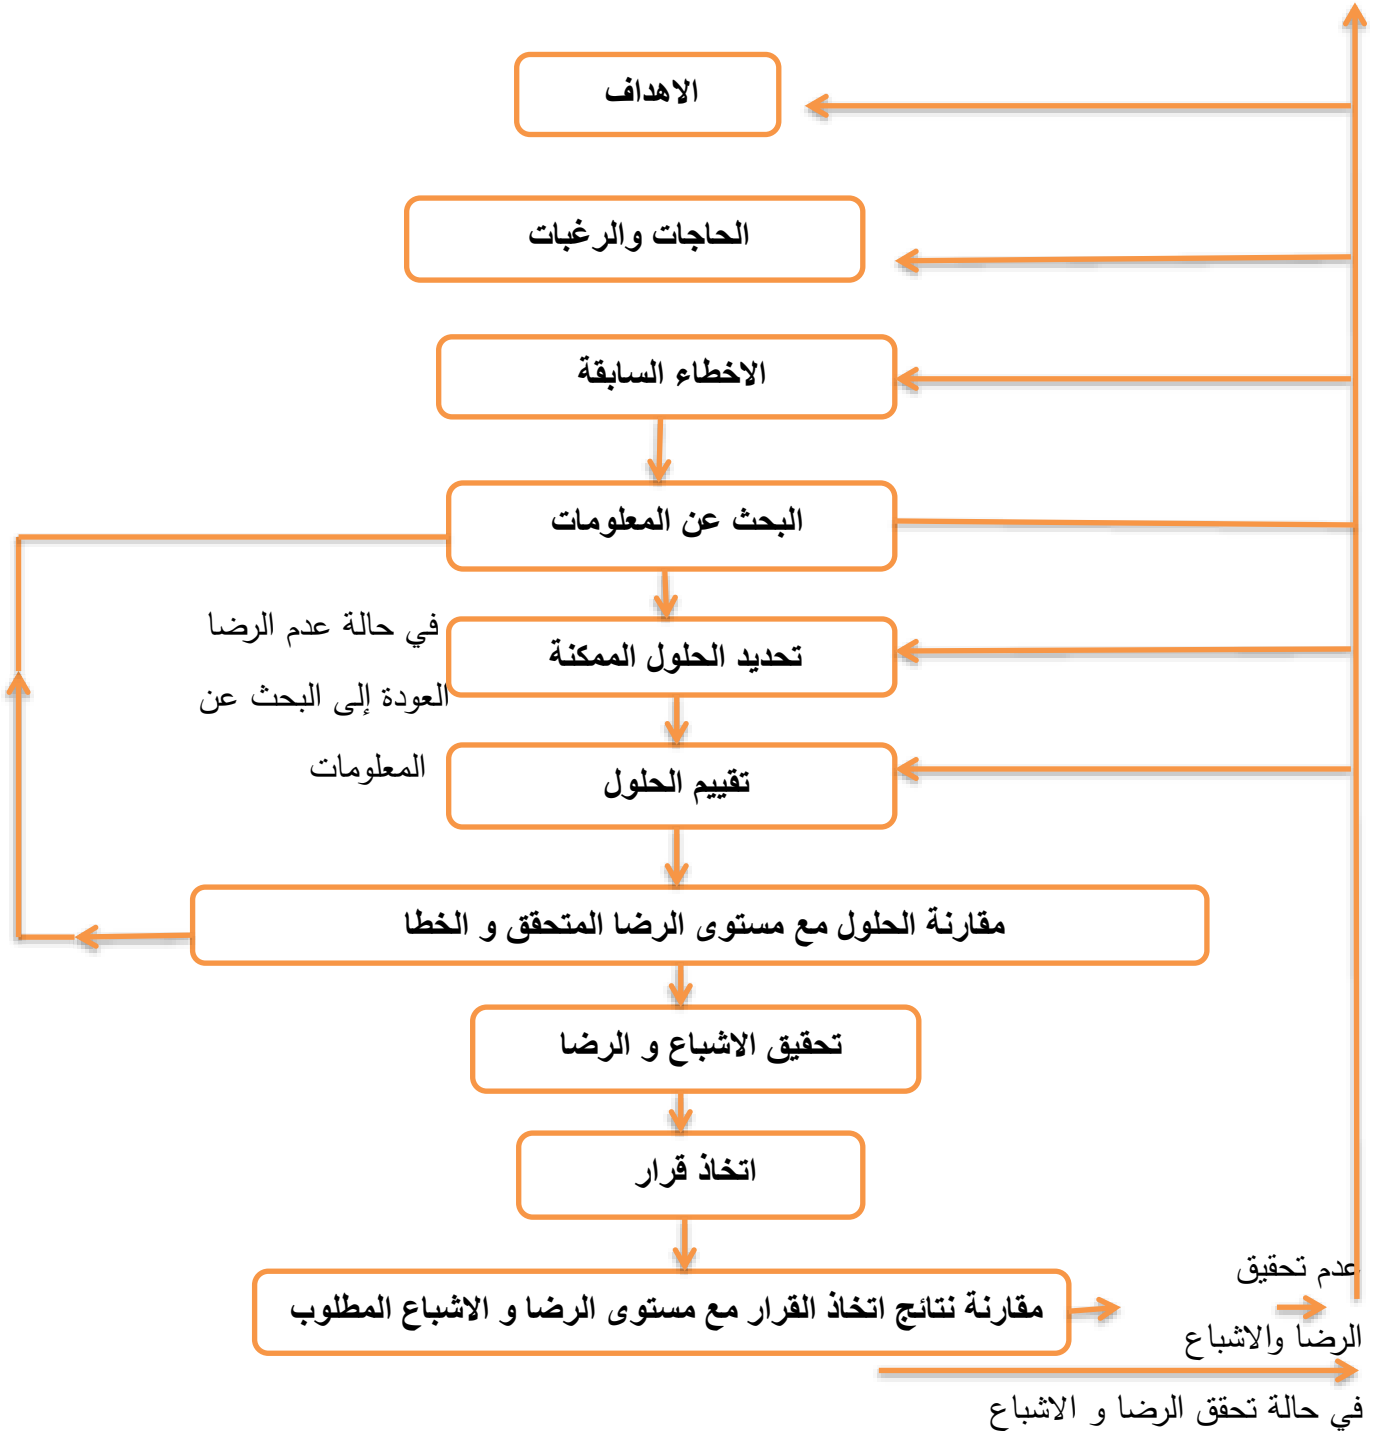 الاهداف
الحاجات والرغبات
الاخطاء السابقة
البحث عن المعلومات
في حالة عدم الرضا
العودة إلى البحث عن
المعلومات
تحديد الحلول الممكنة
تقييم الحلول
مقارنة الحلول مع مستوى الرضا المتحقق و الخطا
تحقيق الاشباع و الرضا
اتخاذ قرار
مقارنة نتائج اتخاذ القرار مع مستوى الرضا و الاشباع المطلوب
عدم تحقيق
الرضا والاشباع
في حالة تحقق الرضا و الاشباع